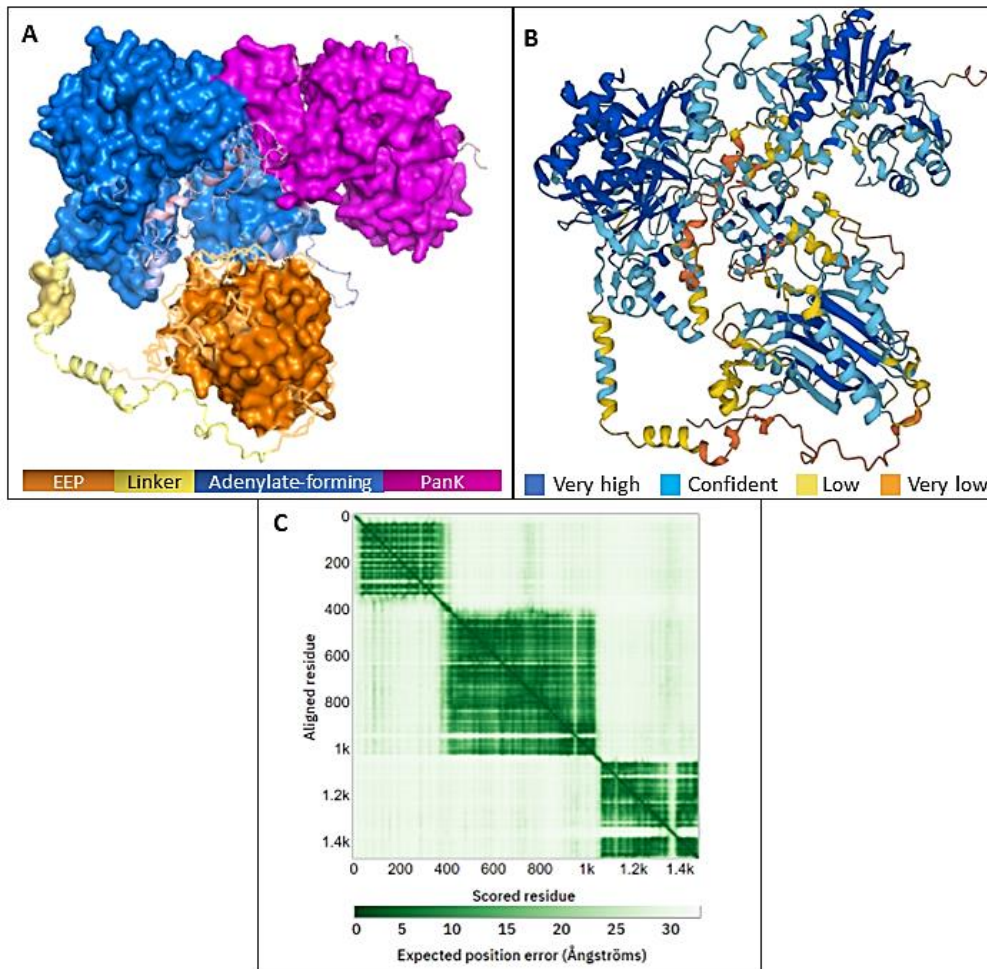 A
B
EEP Linker Adenylate-forming PanK
Very high Confident Low Very low
C
0
200
400
600
800
1k
1.2k
1.4k
Aligned residue
0 200 400 600 800 1k 1.2k 1.4k
Scored residue
0 5 10 15 20 25 30
Expected position error (Ångströms)